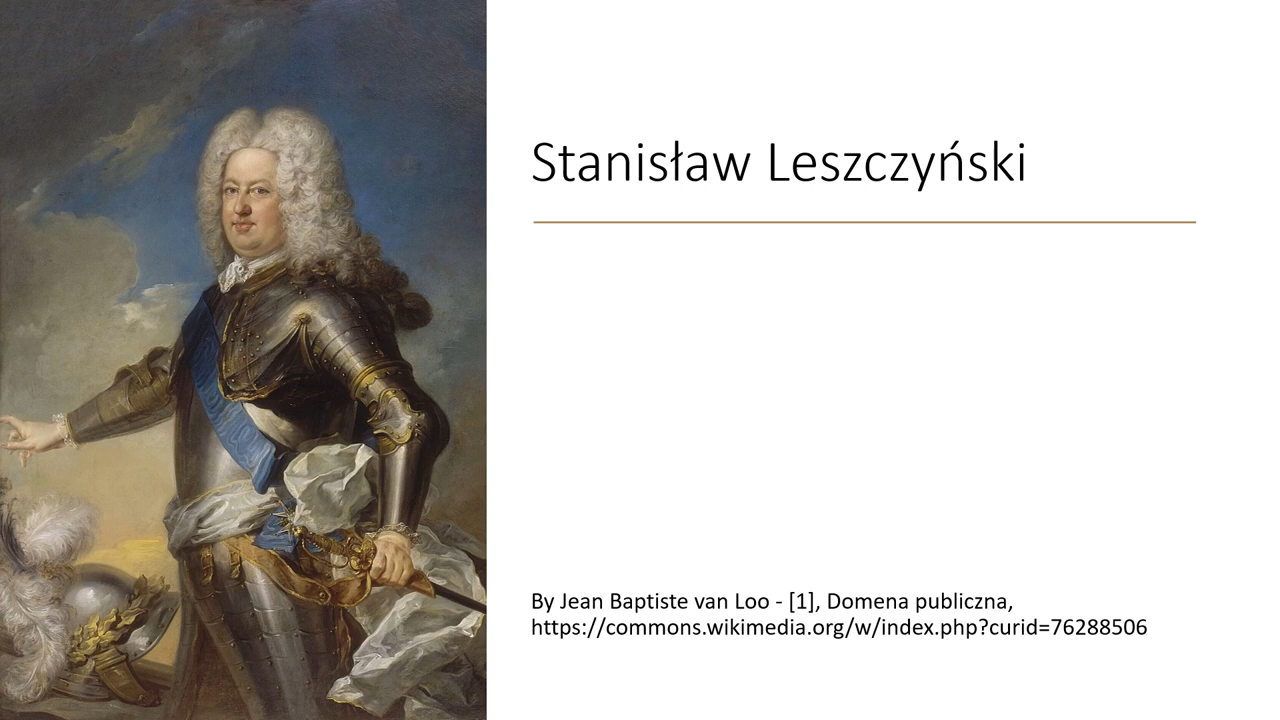 Stanisław Leszczyński
By Jean Baptiste van Loo - [1], Domena publiczna,
https://commons.wikimedia.org/w/index.php?curid=76288506